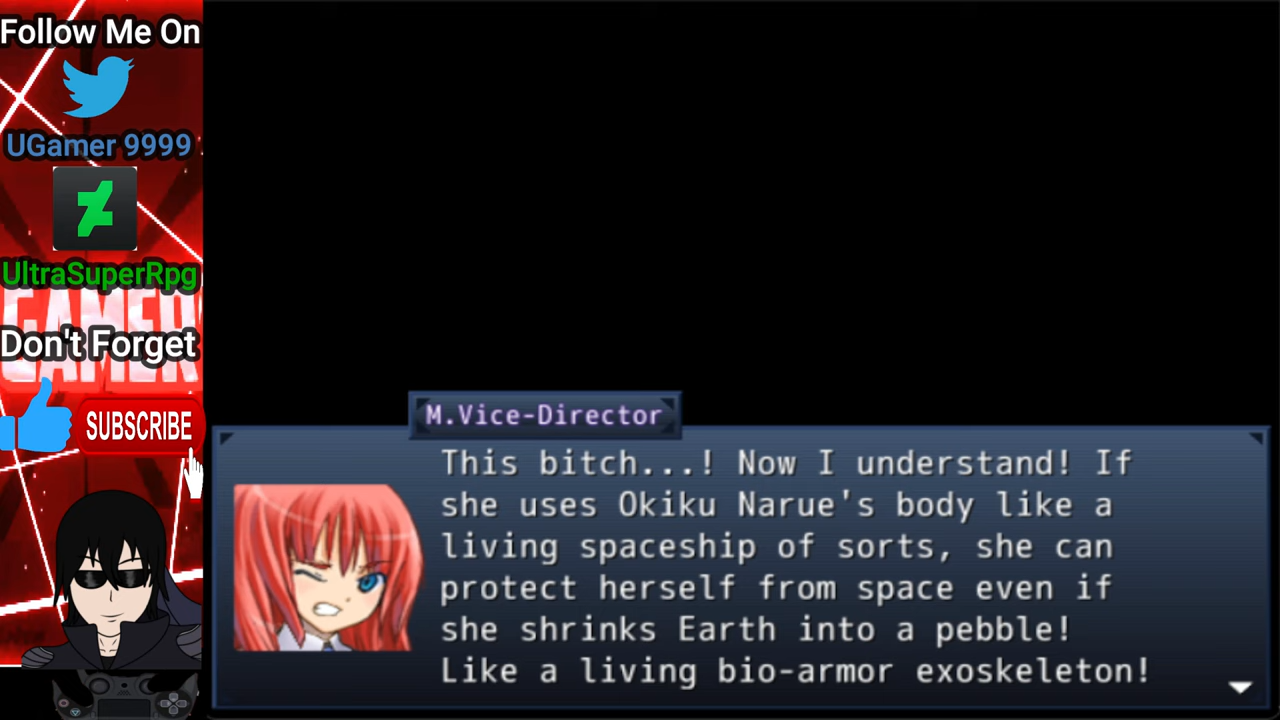 Follow Me On
UGamer 9999
UltraSuperRpg
GAMER
Don't Forget
SUBSCRIBE
M.Vice-Director
This bitch...! Now I understand! If
she uses Okiku Narue's body like a
living spaceship of sorts, she can
protect herself from space even if
she shrinks Earth into a pebble!
Like a living bio-armor exoskeleton!